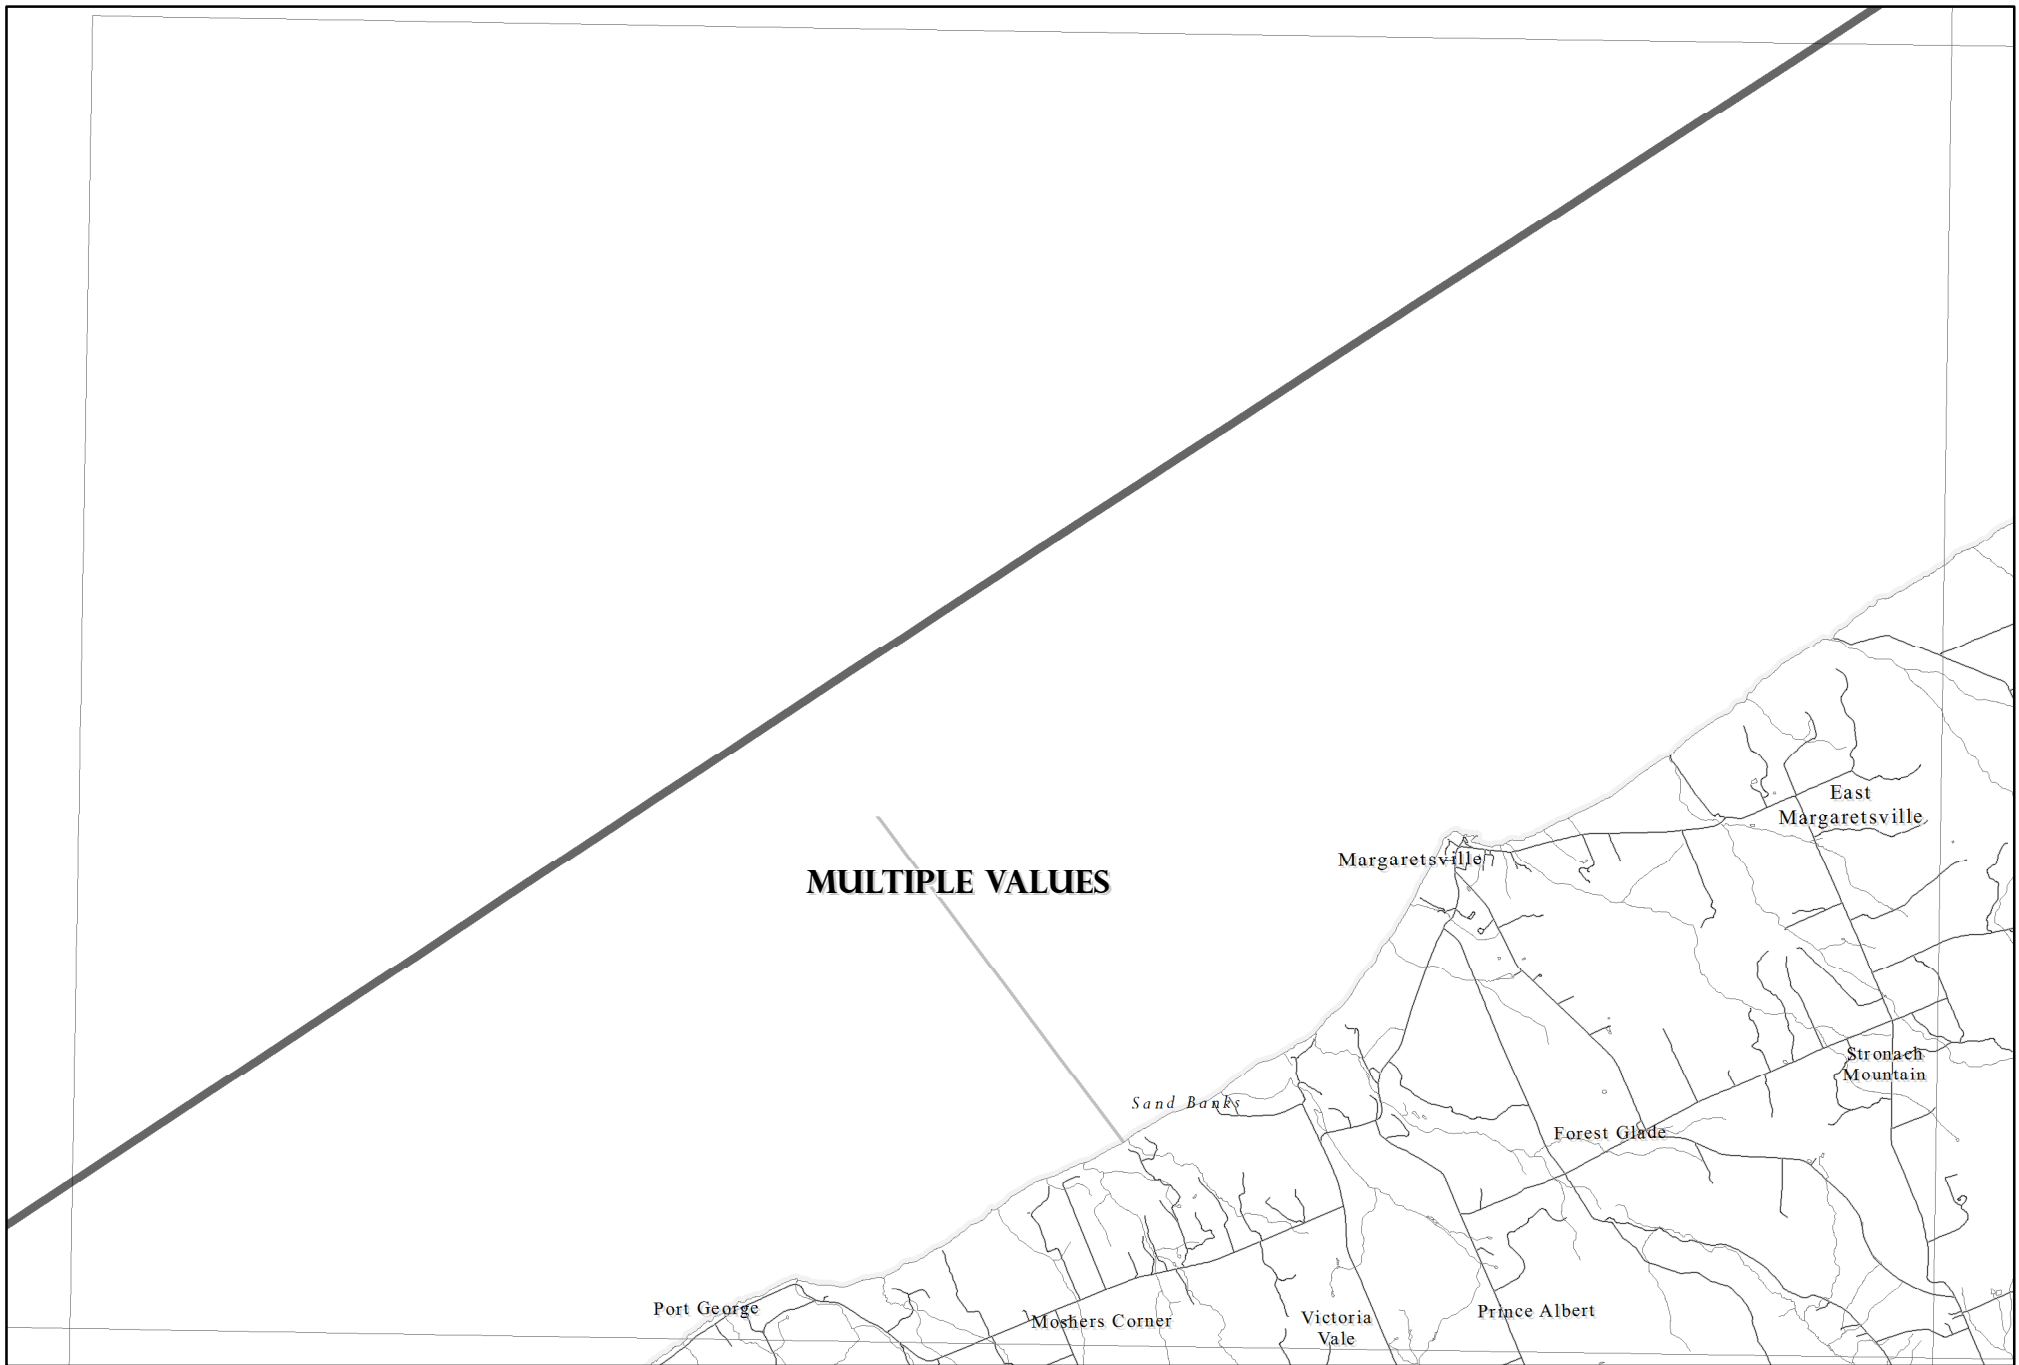 East
Margaretsville
Margaretsville
MULTIPLE VALUES
Stronach
Mountain
Sand Banks
Forest Glade
Port George
Moshers Corner
Victoria
Vale
Prince Albert